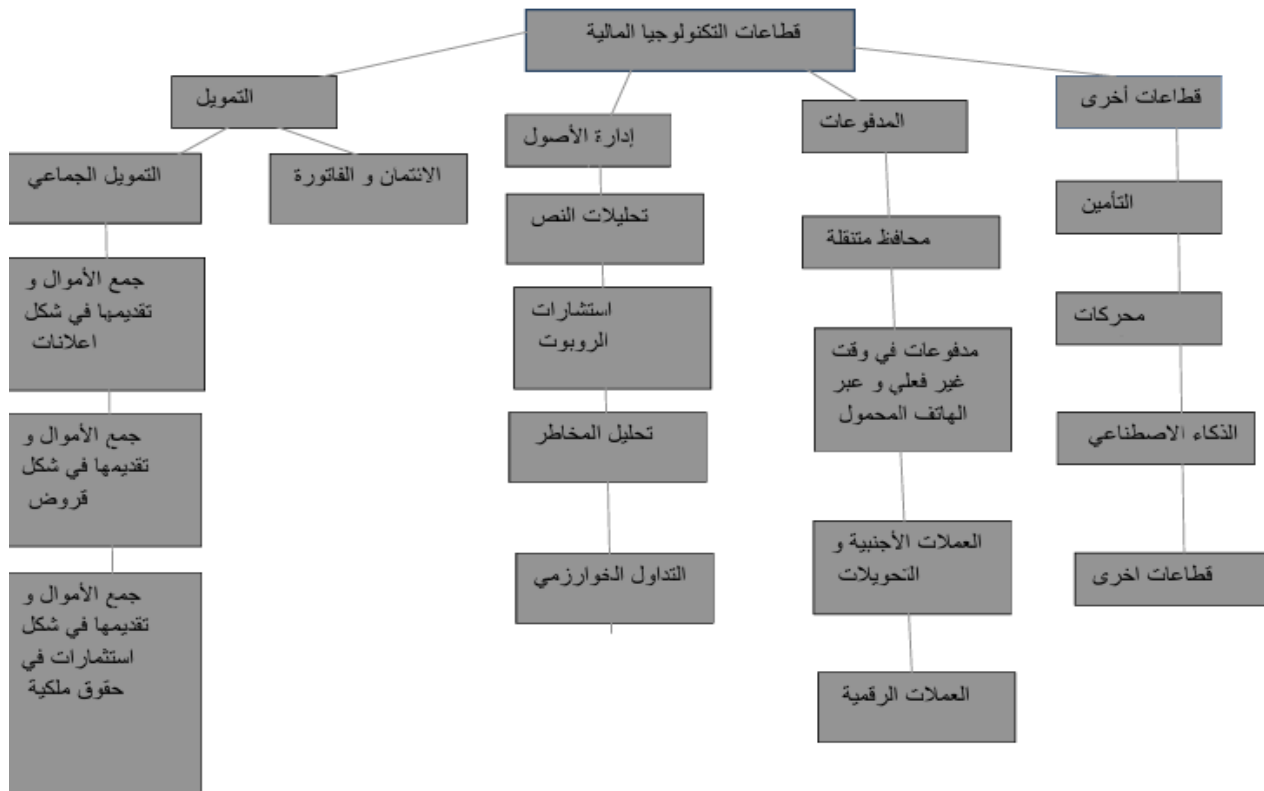 قطاعات التكنولوجيا المالية
قطاعات أخرى
التأمين
محركات
الذكاء الاصطناعي
قطاعات اخرى
المدفوعات
محافظ متنقلة
مدفوعات في وقت
غير فعلي و عبر
الهاتف المحمول
العملات الأجنبية و
التحويلات
العملات الرقمية
إدارة الأصول
تحليلات النص
استشارات
الروبوت
تحليل المخاطر
التداول الخوارزمي
التمويل
الائتمان و الفاتورة
التمويل الجماعي
جمع الأموال و
تقديمها في شكل
اعلانات
جمع الأموال و
تقديمها في شكل
قروض
جمع الأموال و
تقديمها في شكل
استثمارات في
حقوق ملكية